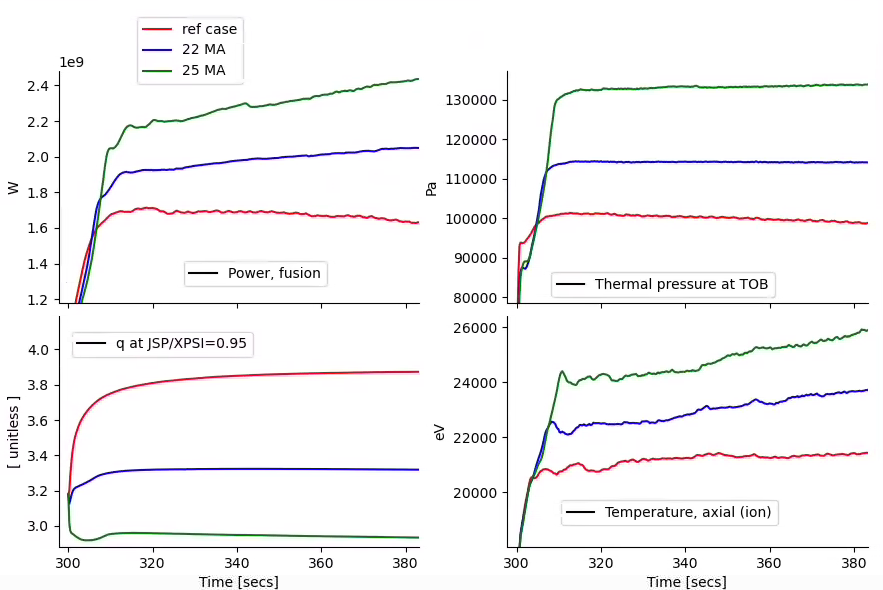 ref case
22 MA
25 MA
1e9
2.4
2.2
2.0
1.8
1.6
1.4
1.2
W
Power, fusion
130000
120000
110000
100000
90000
80000
Pa
Thermal pressure at TOB
4.0
3.8
3.6
3.4
3.2
3.0
[ unitless ]
q at JSP/XPSI=0.95
300
320
340
360
380
Time [secs]
26000
24000
22000
20000
eV
Temperature, axial (ion)
300
320
340
360
380
Time [secs]